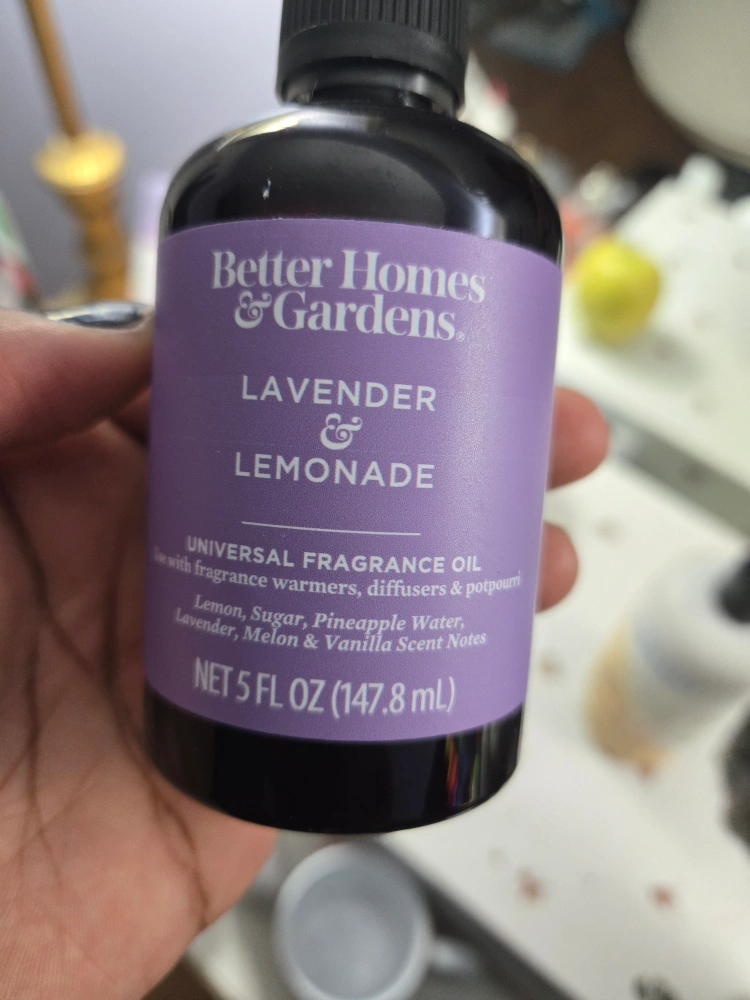 Better Homes
& Gardens®
LAVENDER
&
LEMONADE
UNIVERSAL FRAGRANCE OIL
Use with fragrance warmers, diffusers & potpourri
Lemon, Sugar, Pineapple Water,
Lavender, Melon & Vanilla Scent Notes
NET 5 FL OZ (147.8 mL)